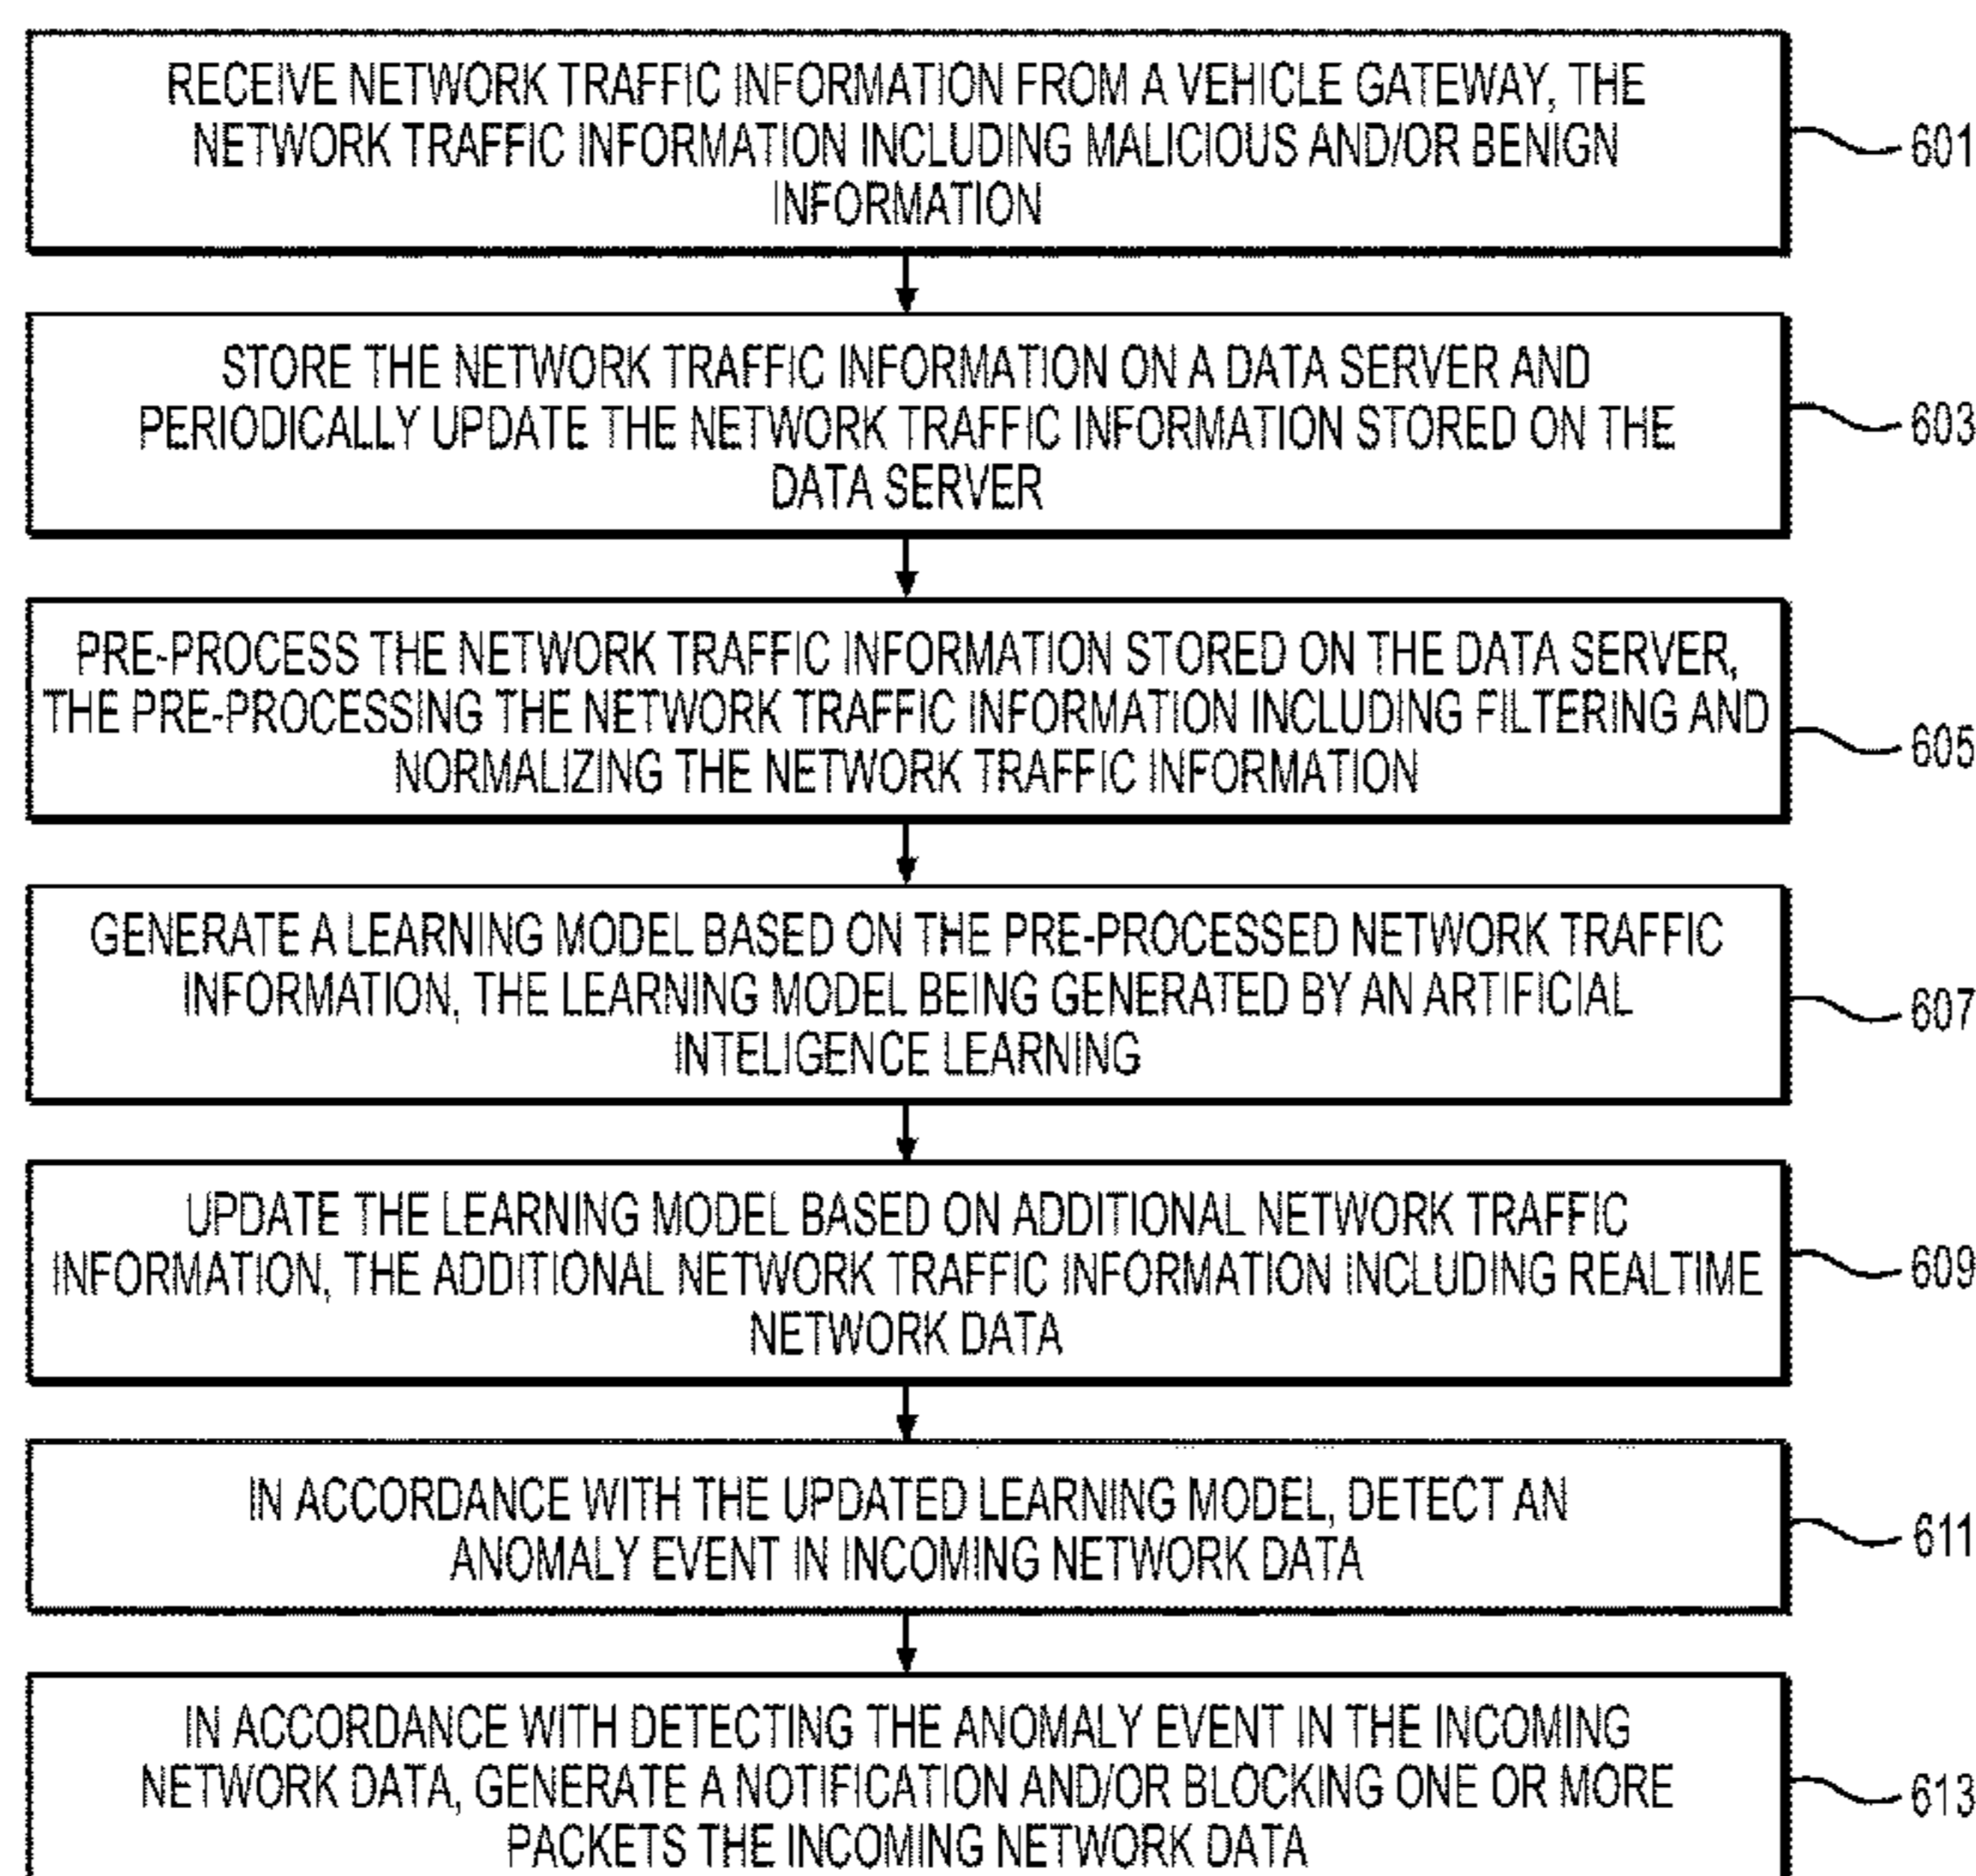 RECEIVE NETWORK TRAFFIC INFORMATION FROM A VEHICLE GATEWAY, THE
NETWORK TRAFFIC INFORMATION INCLUDING MALICIOUS AND/OR BENIGN
INFORMATION
601
STORE THE NETWORK TRAFFIC INFORMATION ON A DATA SERVER AND
PERIODICALLY UPDATE THE NETWORK TRAFFIC INFORMATION STORED ON THE
DATA SERVER
603
PRE-PROCESS THE NETWORK TRAFFIC INFORMATION STORED ON THE DATA SERVER,
THE PRE-PROCESSING THE NETWORK TRAFFIC INFORMATION INCLUDING FILTERING AND
NORMALIZING THE NETWORK TRAFFIC INFORMATION
605
GENERATE A LEARNING MODEL BASED ON THE PRE-PROCESSED NETWORK TRAFFIC
INFORMATION, THE LEARNING MODEL BEING GENERATED BY AN ARTIFICIAL
INTELIGENCE LEARNING
607
UPDATE THE LEARNING MODEL BASED ON ADDITIONAL NETWORK TRAFFIC
INFORMATION, THE ADDITIONAL NETWORK TRAFFIC INFORMATION INCLUDING REALTIME
NETWORK DATA
609
IN ACCORDANCE WITH THE UPDATED LEARNING MODEL, DETECT AN
ANOMALY EVENT IN INCOMING NETWORK DATA
611
IN ACCORDANCE WITH DETECTING THE ANOMALY EVENT IN THE INCOMING
NETWORK DATA, GENERATE A NOTIFICATION AND/OR BLOCKING ONE OR MORE
PACKETS THE INCOMING NETWORK DATA
613